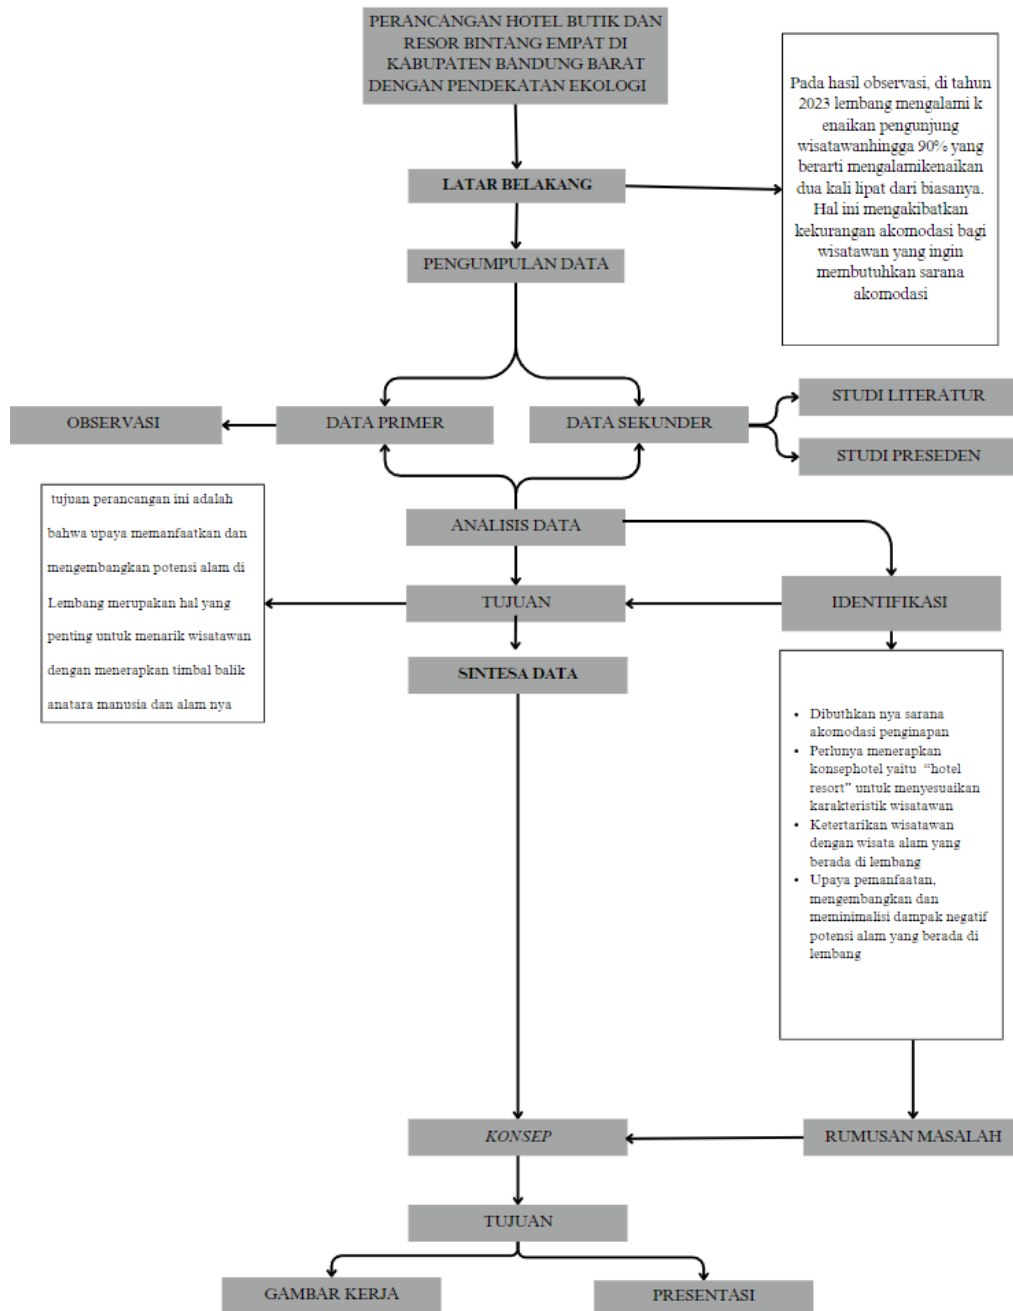 PERANCANGAN HOTEL BUTIK DAN
RESOR BINTANG EMPAT DI
KABUPATEN BANDUNG BARAT
DENGAN PENDEKATAN EKOLOGI
Pada hasil observasi, di tahun
2023 lembang mengalami k
enaikan pengunjung
wisatawanhingga 90% yang
berarti mengalamikenaikan
dua kali lipat dari biasanya.
Hal ini mengakibatkan
kekurangan akomodasi bagi
wisatawan yang ingin
membutuhkan sarana
akomodasi
LATAR BELAKANG
PENGUMPULAN DATA
OBSERVASI
DATA PRIMER
DATA SEKUNDER
STUDI LITERATUR
STUDI PRESEDEN
tujuan perancangan ini adalah
bahwa upaya memanfaatkan dan
mengembangkan potensi alam di
Lembang merupakan hal yang
penting untuk menarik wisatawan
dengan menerapkan timbal balik
anatara manusia dan alam nya
ANALISIS DATA
TUJUAN
IDENTIFIKASI
SINTESA DATA
• Dibuthkan nya sarana
akomodasi penginapan
• Perlunya menerapkan
konsephotel yaitu “hotel
resort” untuk menyesuaikan
karakteristik wisatawan
• Ketertarikan wisatawan
dengan wisata alam yang
berada di lembang
• Upaya pemanfaatan,
mengembangkan dan
meminimalisi dampak negatif
potensi alam yang berada di
lembang
KONSEP
RUMUSAN MASALAH
TUJUAN
GAMBAR KERJA
PRESENTASI